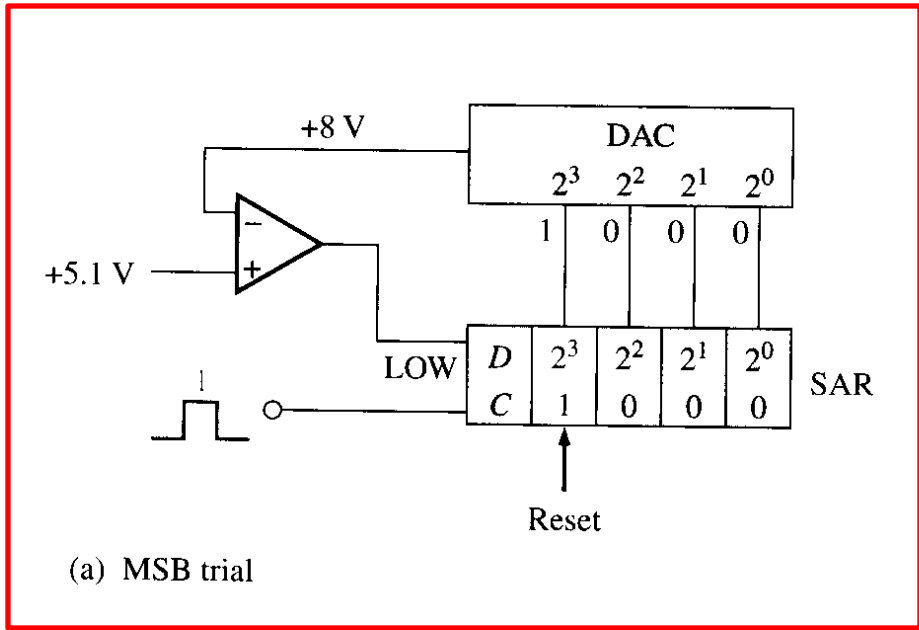 +8 V
DAC
2³ 2² 2¹ 2⁰
1 0 0 0
−
+5.1 V +
LOW D 2³ 2² 2¹ 2⁰
SAR
1
C 1 0 0 0
Reset
(a) MSB trial